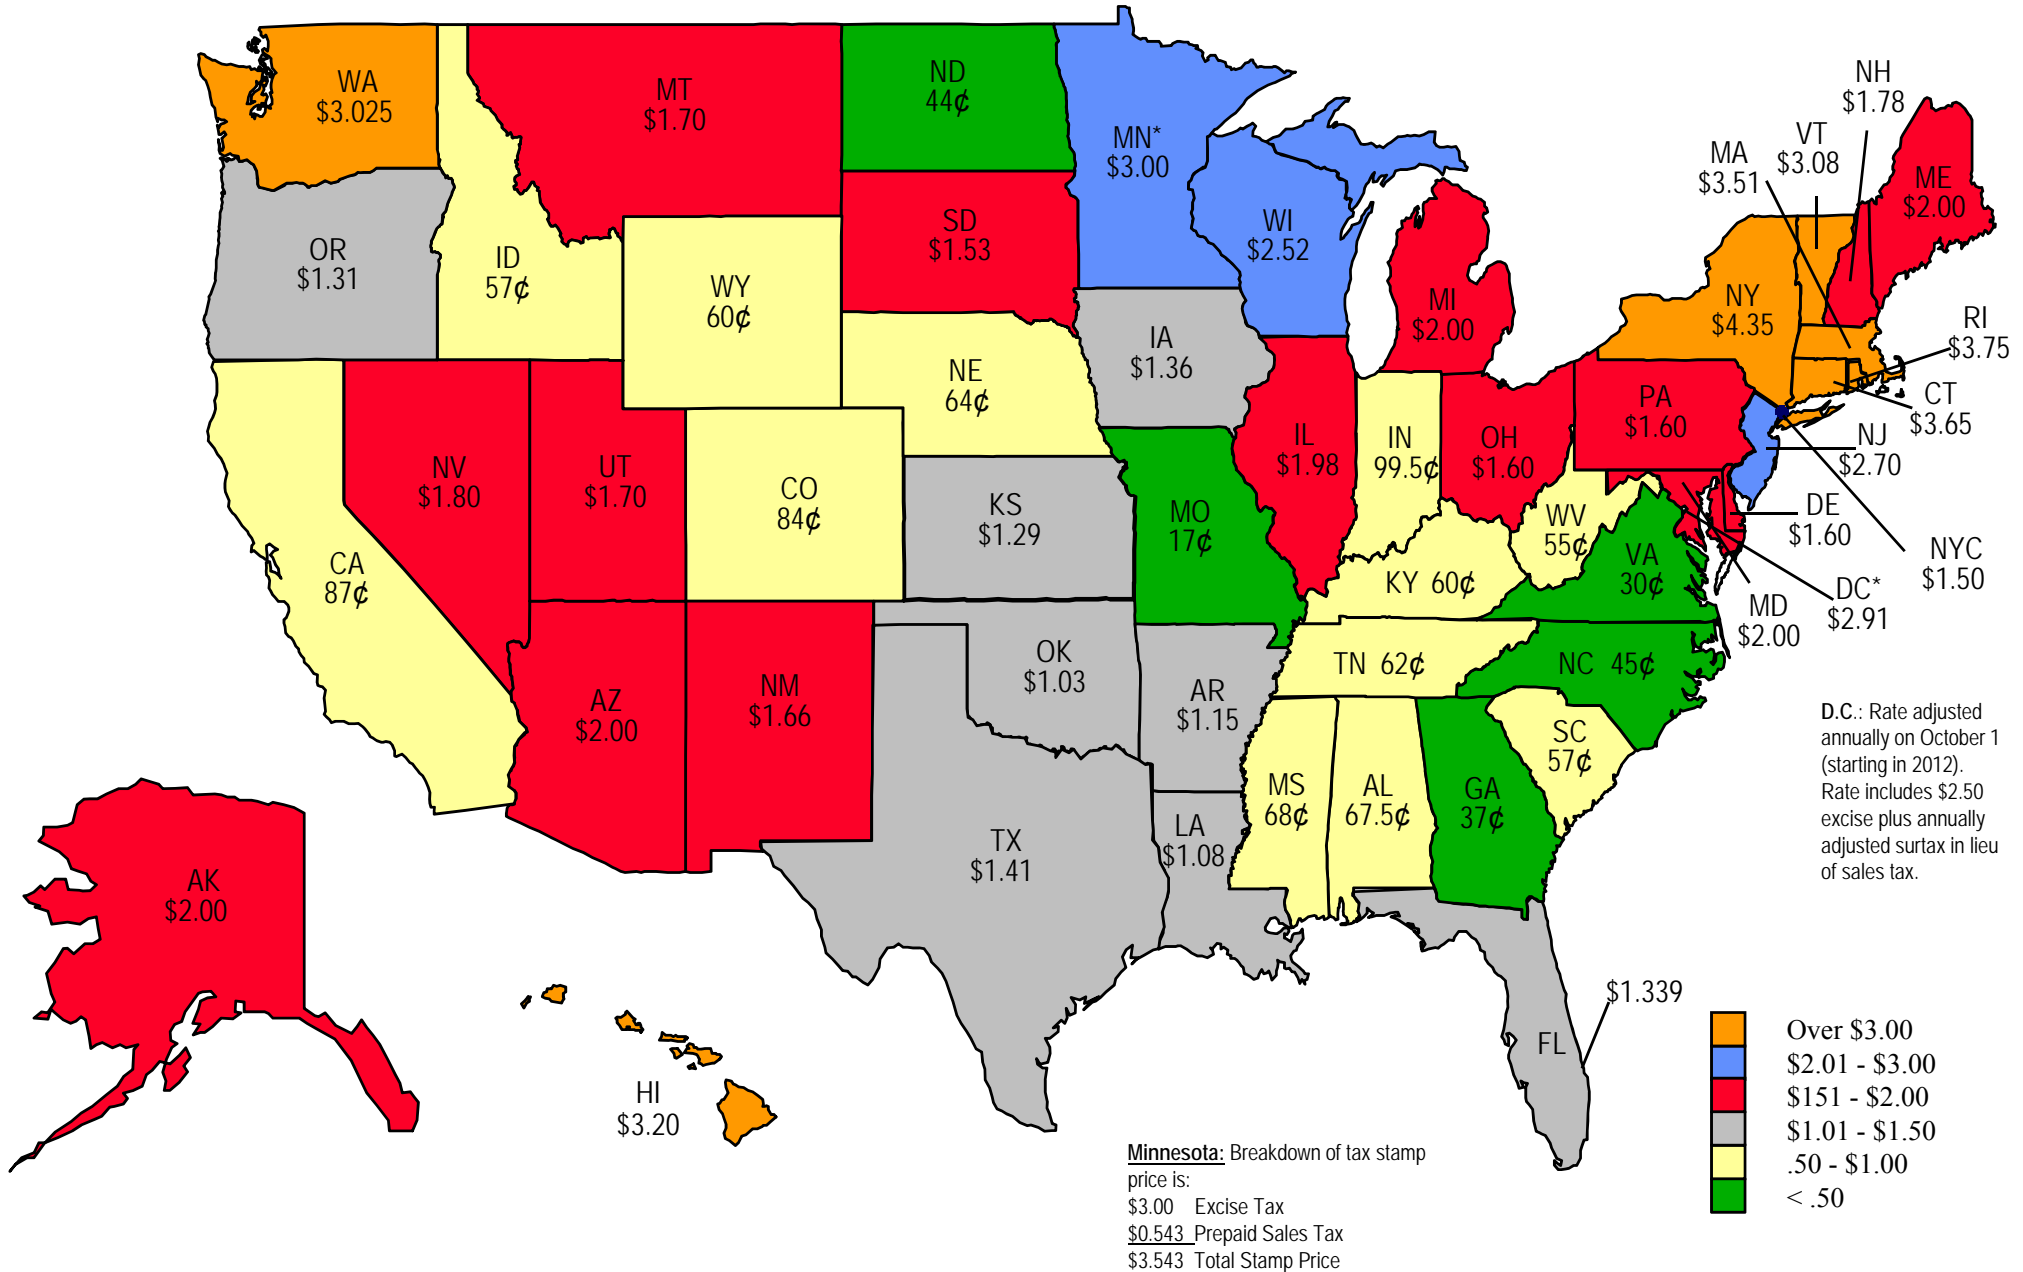 WA
$3.025
MT
$1.70
ND
44¢
MN*
$3.00
NH
$1.78
VT
$3.08
MA
$3.51
ME
$2.00
OR
$1.31
ID
57¢
WY
60¢
SD
$1.53
WI
$2.52
MI
$2.00
NY
$4.35
RI
$3.75
CT
$3.65
IA
$1.36
NE
64¢
PA
$1.60
NJ
$2.70
NV
$1.80
UT
$1.70
CO
84¢
KS
$1.29
MO
17¢
IL
$1.98
IN
99.5¢
OH
$1.60
WV
55¢
VA
30¢
DE
$1.60
NYC
$1.50
DC*
$2.91
MD
$2.00
CA
87¢
KY 60¢
TN 62¢
NC 45¢
AZ
$2.00
NM
$1.66
OK
$1.03
AR
$1.15
SC
57¢
MS
68¢
AL
67.5¢
GA
37¢
TX
$1.41
LA
$1.08
D.C.: Rate adjusted
annually on October 1
(starting in 2012).
Rate includes $2.50
excise plus annually
adjusted surtax in lieu
of sales tax.
AK
$2.00
HI
$3.20
FL
$1.339
Over $3.00
$2.01 - $3.00
$151 - $2.00
$1.01 - $1.50
.50 - $1.00
< .50
Minnesota: Breakdown of tax stamp
price is:
$3.00 Excise Tax
$0.543 Prepaid Sales Tax
$3.543 Total Stamp Price